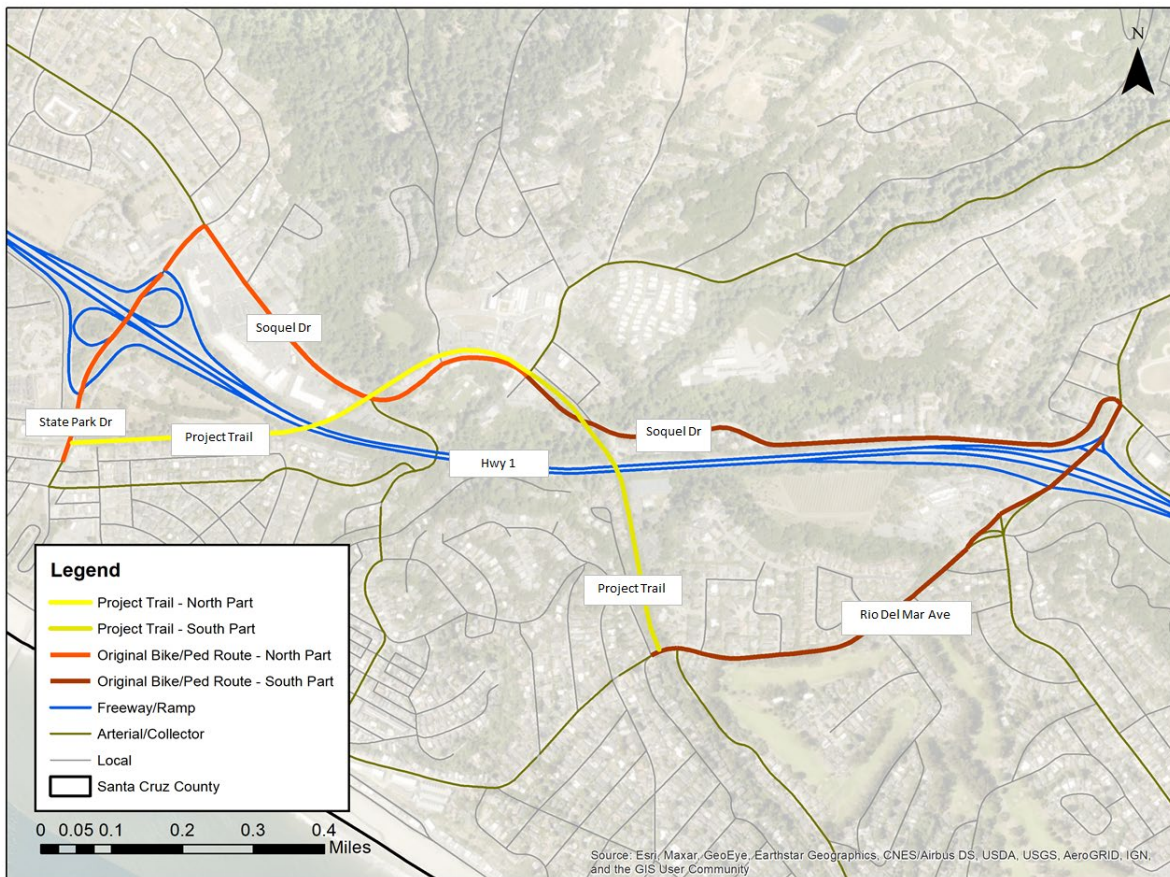 N
Soquel Dr
State Park Dr
Project Trail
Soquel Dr
Hwy 1
Project Trail
Rio Del Mar Ave
Legend
Project Trail - North Part
Project Trail - South Part
Original Bike/Ped Route - North Part
Original Bike/Ped Route - South Part
Freeway/Ramp
Arterial/Collector
Local
Santa Cruz County
0 0.05 0.1 0.2 0.3 0.4
Miles
Source: Esri, Maxar, GeoEye, Earthstar Geographics, CNES/Airbus DS, USDA, USGS, AeroGRID, IGN,
and the GIS User Community